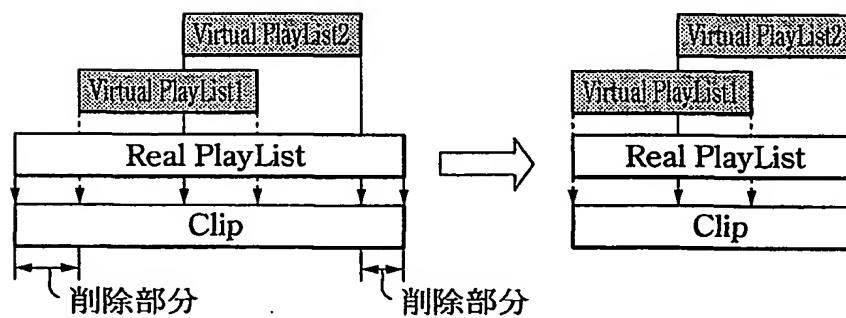 Virtual PlayList2
Virtual PlayList1
Real PlayList
Clip
削除部分
削除部分
Virtual PlayList2
Virtual PlayList1
Real PlayList
Clip